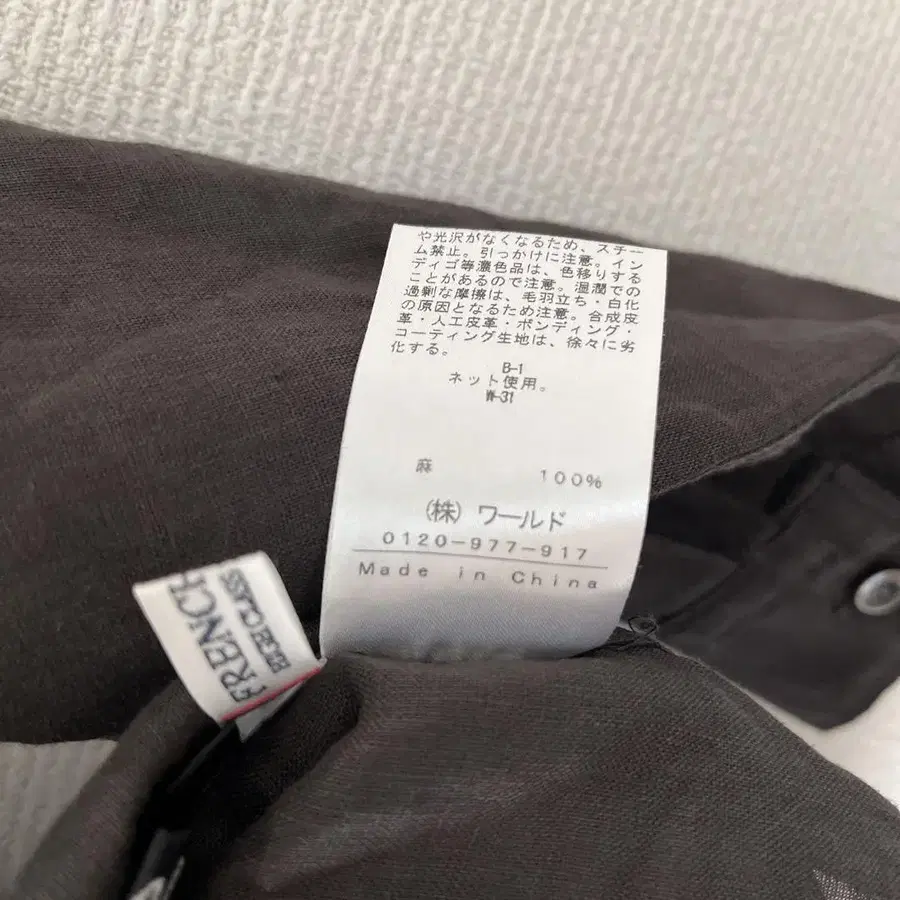 や光沢がなくなるため、スチー
ム禁止。引っかけに注意。イン
ディゴ等濃色品は、色移りする
ことがあるので注意。湿潤での
過剰な摩擦は、毛羽立ち・白化
の原因となるため注意。合成皮
革・人工皮革・ボンディング・
コーティング生地は、徐々に劣
化する。
B-1
ネット使用。
W-31
麻 100%
(株)ワールド
0120-977-917
Made in China
FRENCH